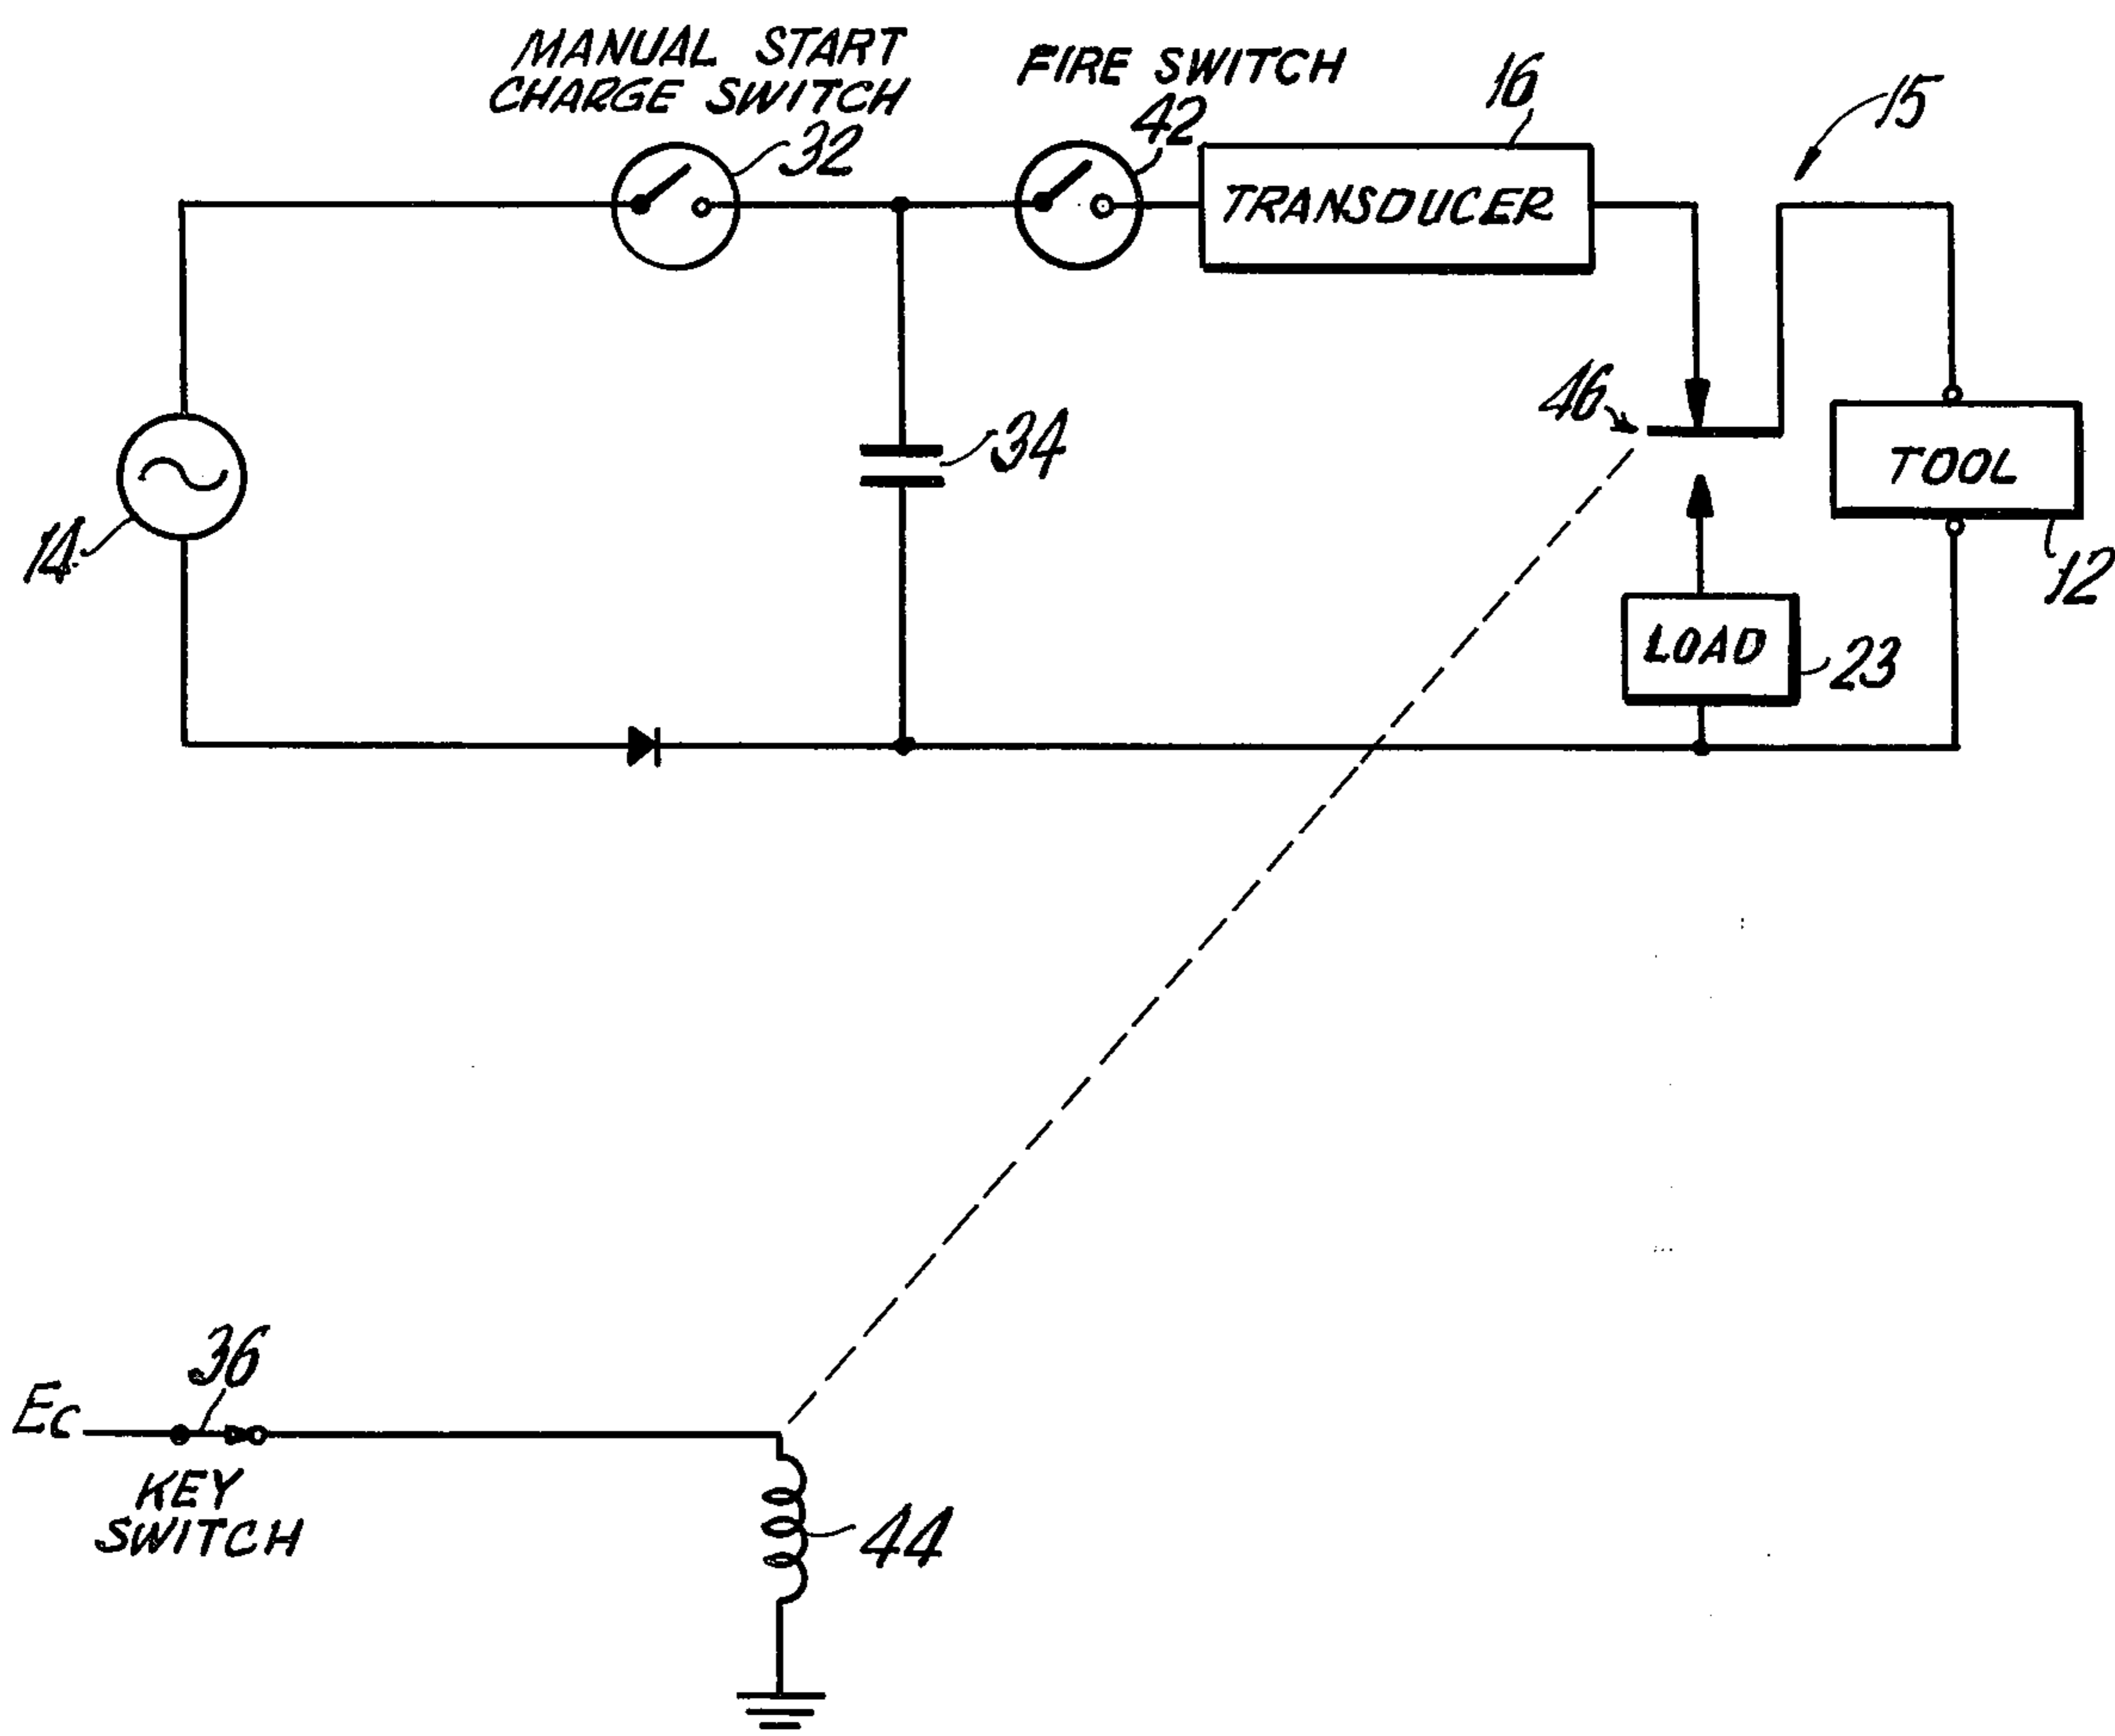 MANUAL START
CHARGE SWITCH
FIRE SWITCH
32
42
16
15
TRANSDUCER
46
34
TOOL
14
12
LOAD
23
36
Ec
KEY
SWITCH
44